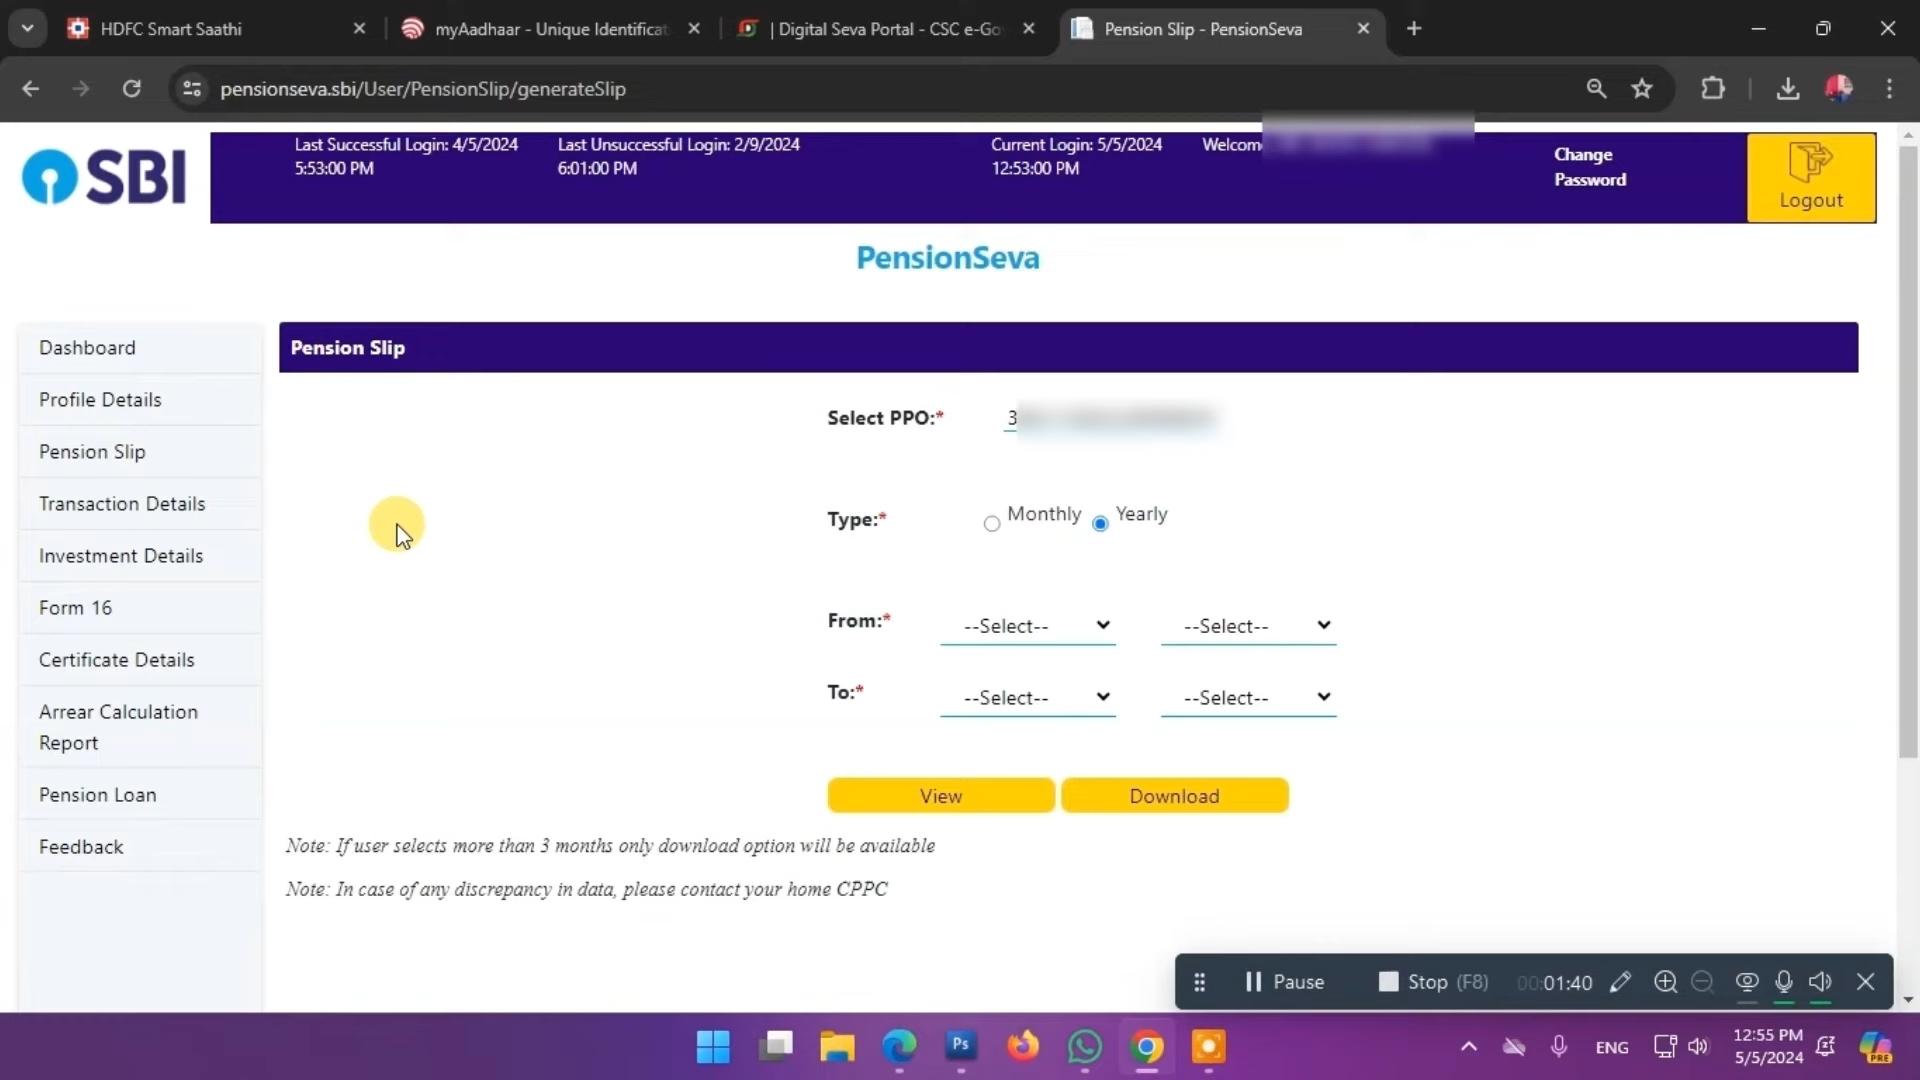 HDFC Smart Saathi
myAadhaar - Unique Identificat
| Digital Seva Portal - CSC e-Go
Pension Slip - PensionSeva
pensionseva.sbi/User/PensionSlip/generateSlip
SBI
Last Successful Login: 4/5/2024
5:53:00 PM
Last Unsuccessful Login: 2/9/2024
6:01:00 PM
Current Login: 5/5/2024
12:53:00 PM
Welcom
Change
Password
Logout
PensionSeva
Dashboard
Profile Details
Pension Slip
Transaction Details
Investment Details
Form 16
Certificate Details
Arrear Calculation
Report
Pension Loan
Feedback
Pension Slip
Select PPO:* 3
Type:* Monthly Yearly
From:* --Select-- --Select--
To:* --Select-- --Select--
View Download
Note: If user selects more than 3 months only download option will be available
Note: In case of any discrepancy in data, please contact your home CPPC
Pause Stop (F8) 00:01:40
Ps
ENG
12:55 PM
5/5/2024
PRE